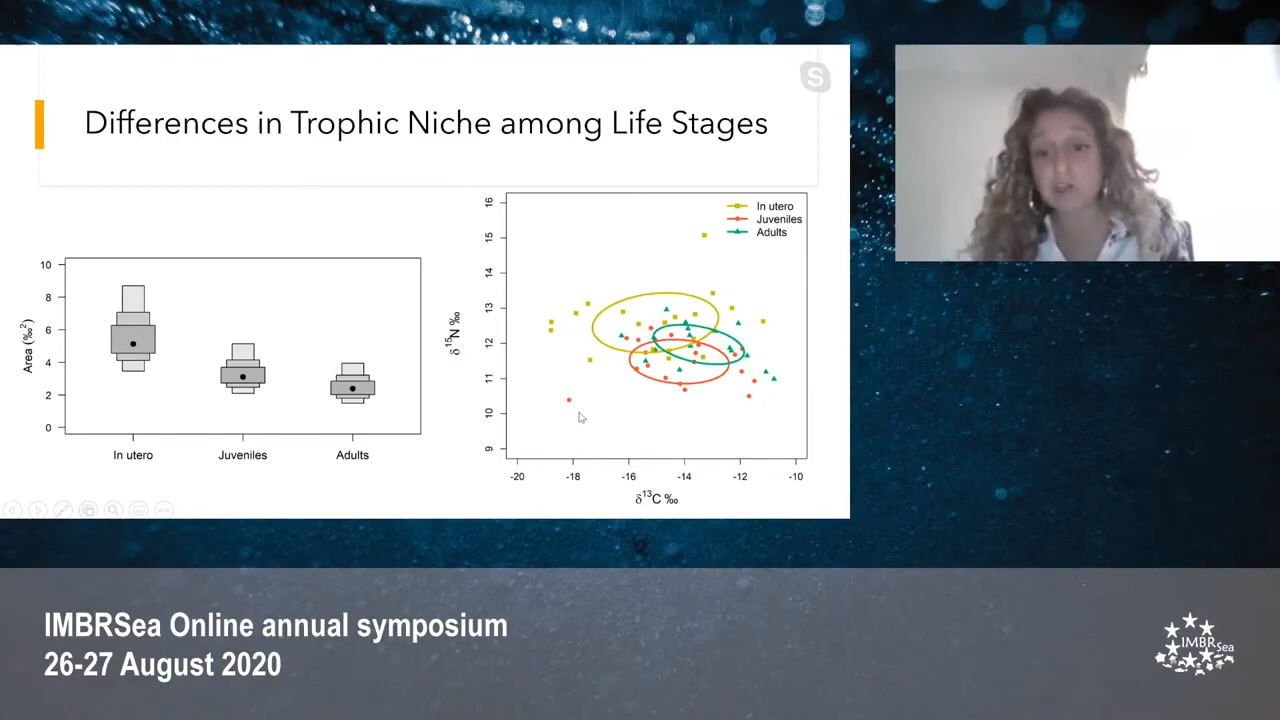 S
Differences in Trophic Niche among Life Stages
Area (‰²)
10
8
6
4
2
0
In utero
Juveniles
Adults
δ¹⁵N ‰
16
15
14
13
12
11
10
9
In utero
Juveniles
Adults
-20
-18
-16
-14
-12
-10
δ¹³C ‰
IMBRSea Online annual symposium
26-27 August 2020
IMBRSea